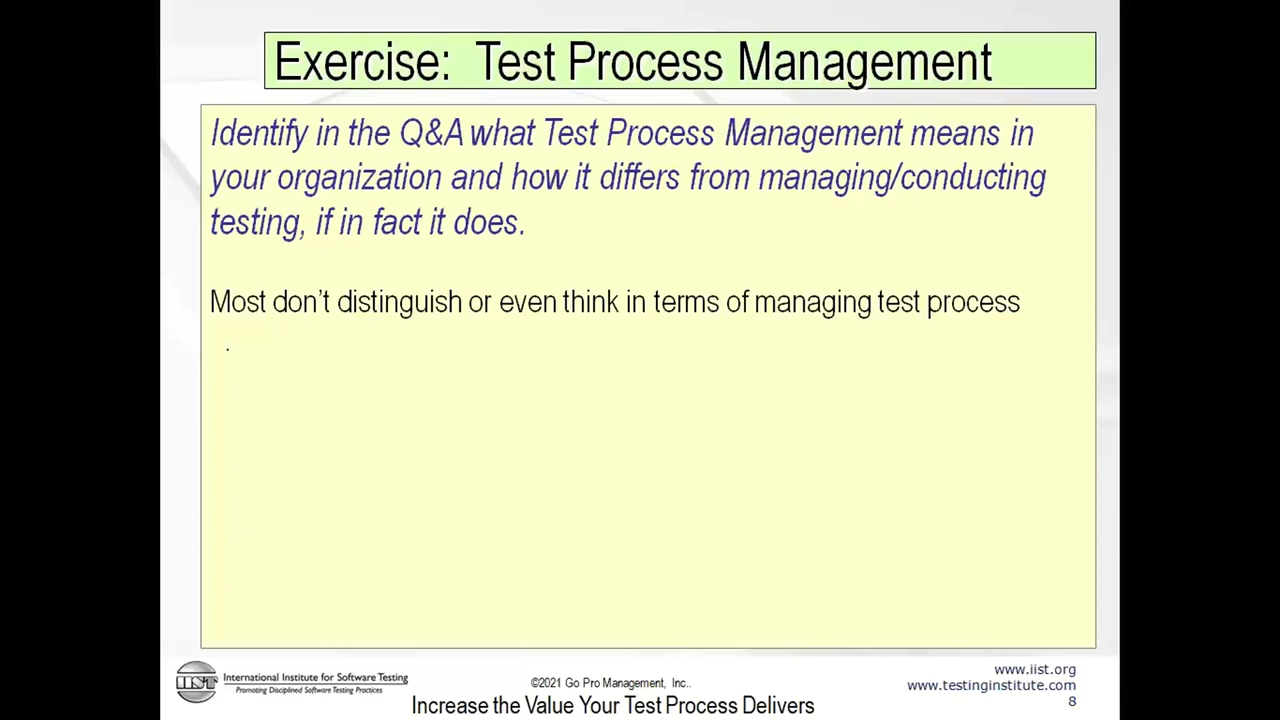 Exercise: Test Process Management
Identify in the Q&A what Test Process Management means in
your organization and how it differs from managing/conducting
testing, if in fact it does.
Most don't distinguish or even think in terms of managing test process
.
IIST
International Institute for Software Testing
Promoting Disciplined Software Testing Practices
©2021 Go Pro Management, Inc..
Increase the Value Your Test Process Delivers
www.iist.org
www.testinginstitute.com
8